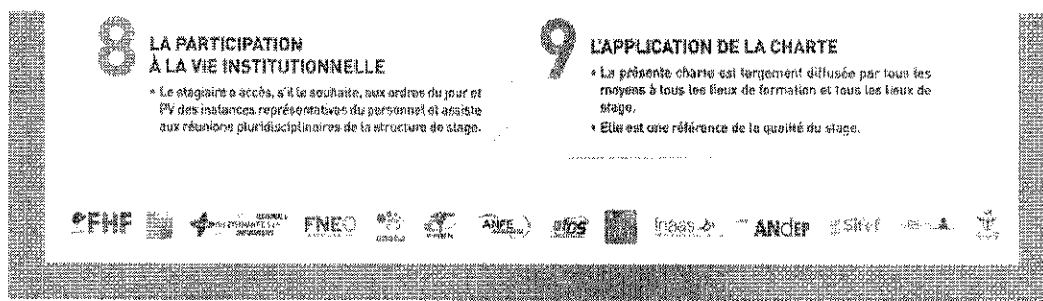 8
LA PARTICIPATION
À LA VIE INSTITUTIONNELLE
• Le stagiaire a accès, s'il le souhaite, aux ordres du jour et
PV des instances représentatives du personnel et assiste
aux réunions pluridisciplinaires de la structure de stage.
9
L'APPLICATION DE LA CHARTE
• La présente charte est largement diffusée par tous les
moyens à tous les lieux de formation et tous les lieux de
stage.
• Elle est une référence de la qualité du stage.
FHF
FNEO
ANFE
afds
ANdEP